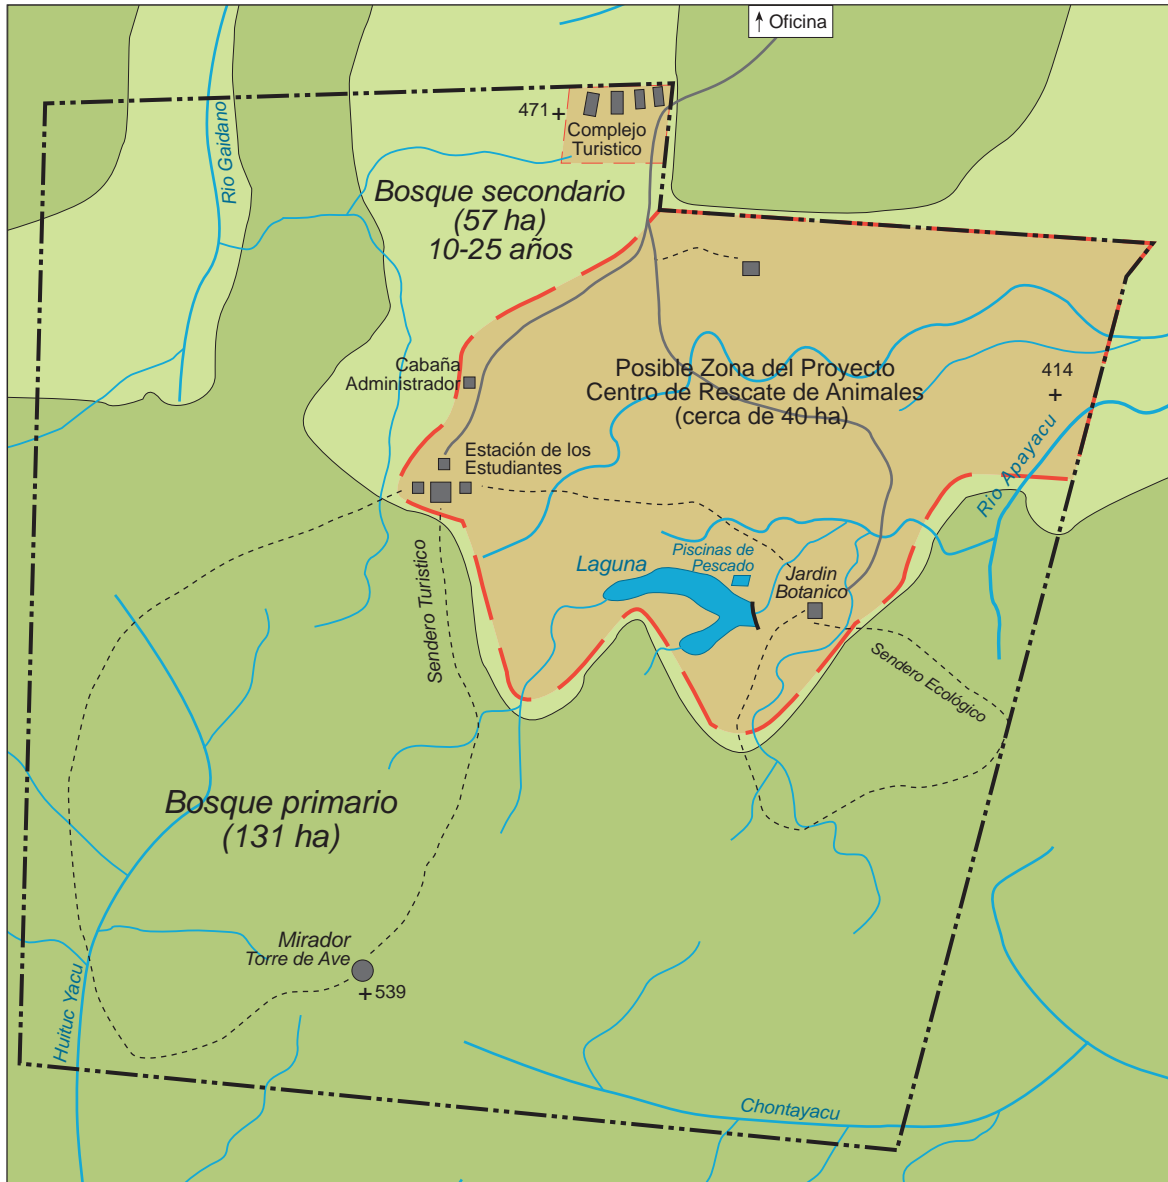 ↑ Oficina
471
Complejo
Turistico
Rio Gaidano
Bosque secondario
(57 ha)
10-25 años
Cabaña
Administrador
Posible Zona del Proyecto
Centro de Rescate de Animales
(cerca de 40 ha)
414
Rio Apayacu
Estación de los
Estudiantes
Sendero Turistico
Laguna
Piscinas de
Pescado
Jardin
Botanico
Sendero Ecológico
Bosque primario
(131 ha)
Mirador
Torre de Ave
539
Huituc Yacu
Chontayacu